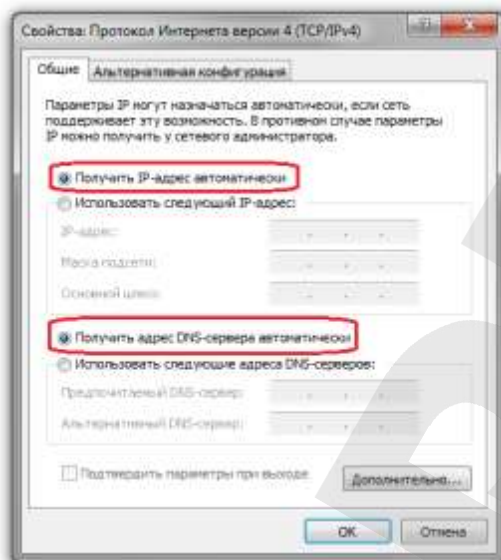 Свойства: Протокол Интернета версии 4 (TCP/IPv4)
Общие
Альтернативная конфигурация
Параметры IP могут назначаться автоматически, если сеть
поддерживает эту возможность. В противном случае параметры
IP можно получить у сетевого администратора.
Получить IP-адрес автоматически
Использовать следующий IP-адрес:
IP-адрес:
Маска подсети:
Основной шлюз:
Получить адрес DNS-сервера автоматически
Использовать следующие адреса DNS-серверов:
Предпочитаемый DNS-сервер:
Альтернативный DNS-сервер:
Подтвердить параметры при выходе
Дополнительно...
OK
Отмена